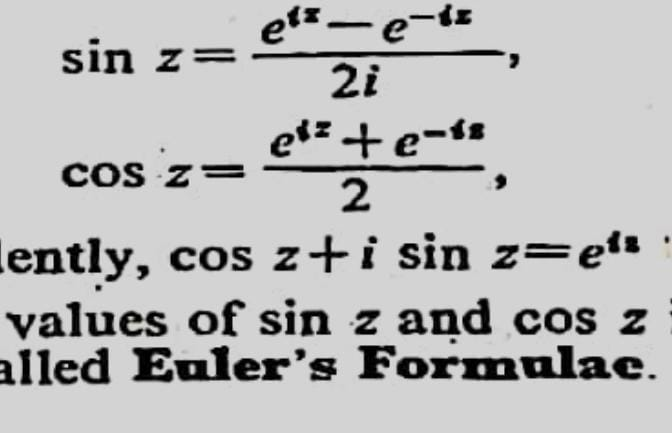 sin z = (e^{iz} − e^{−iz}) / 2i,
cos z = (e^{iz} + e^{−iz}) / 2,
ently, cos z + i sin z = e^{iz}
values of sin z and cos z
alled Euler's Formulae.